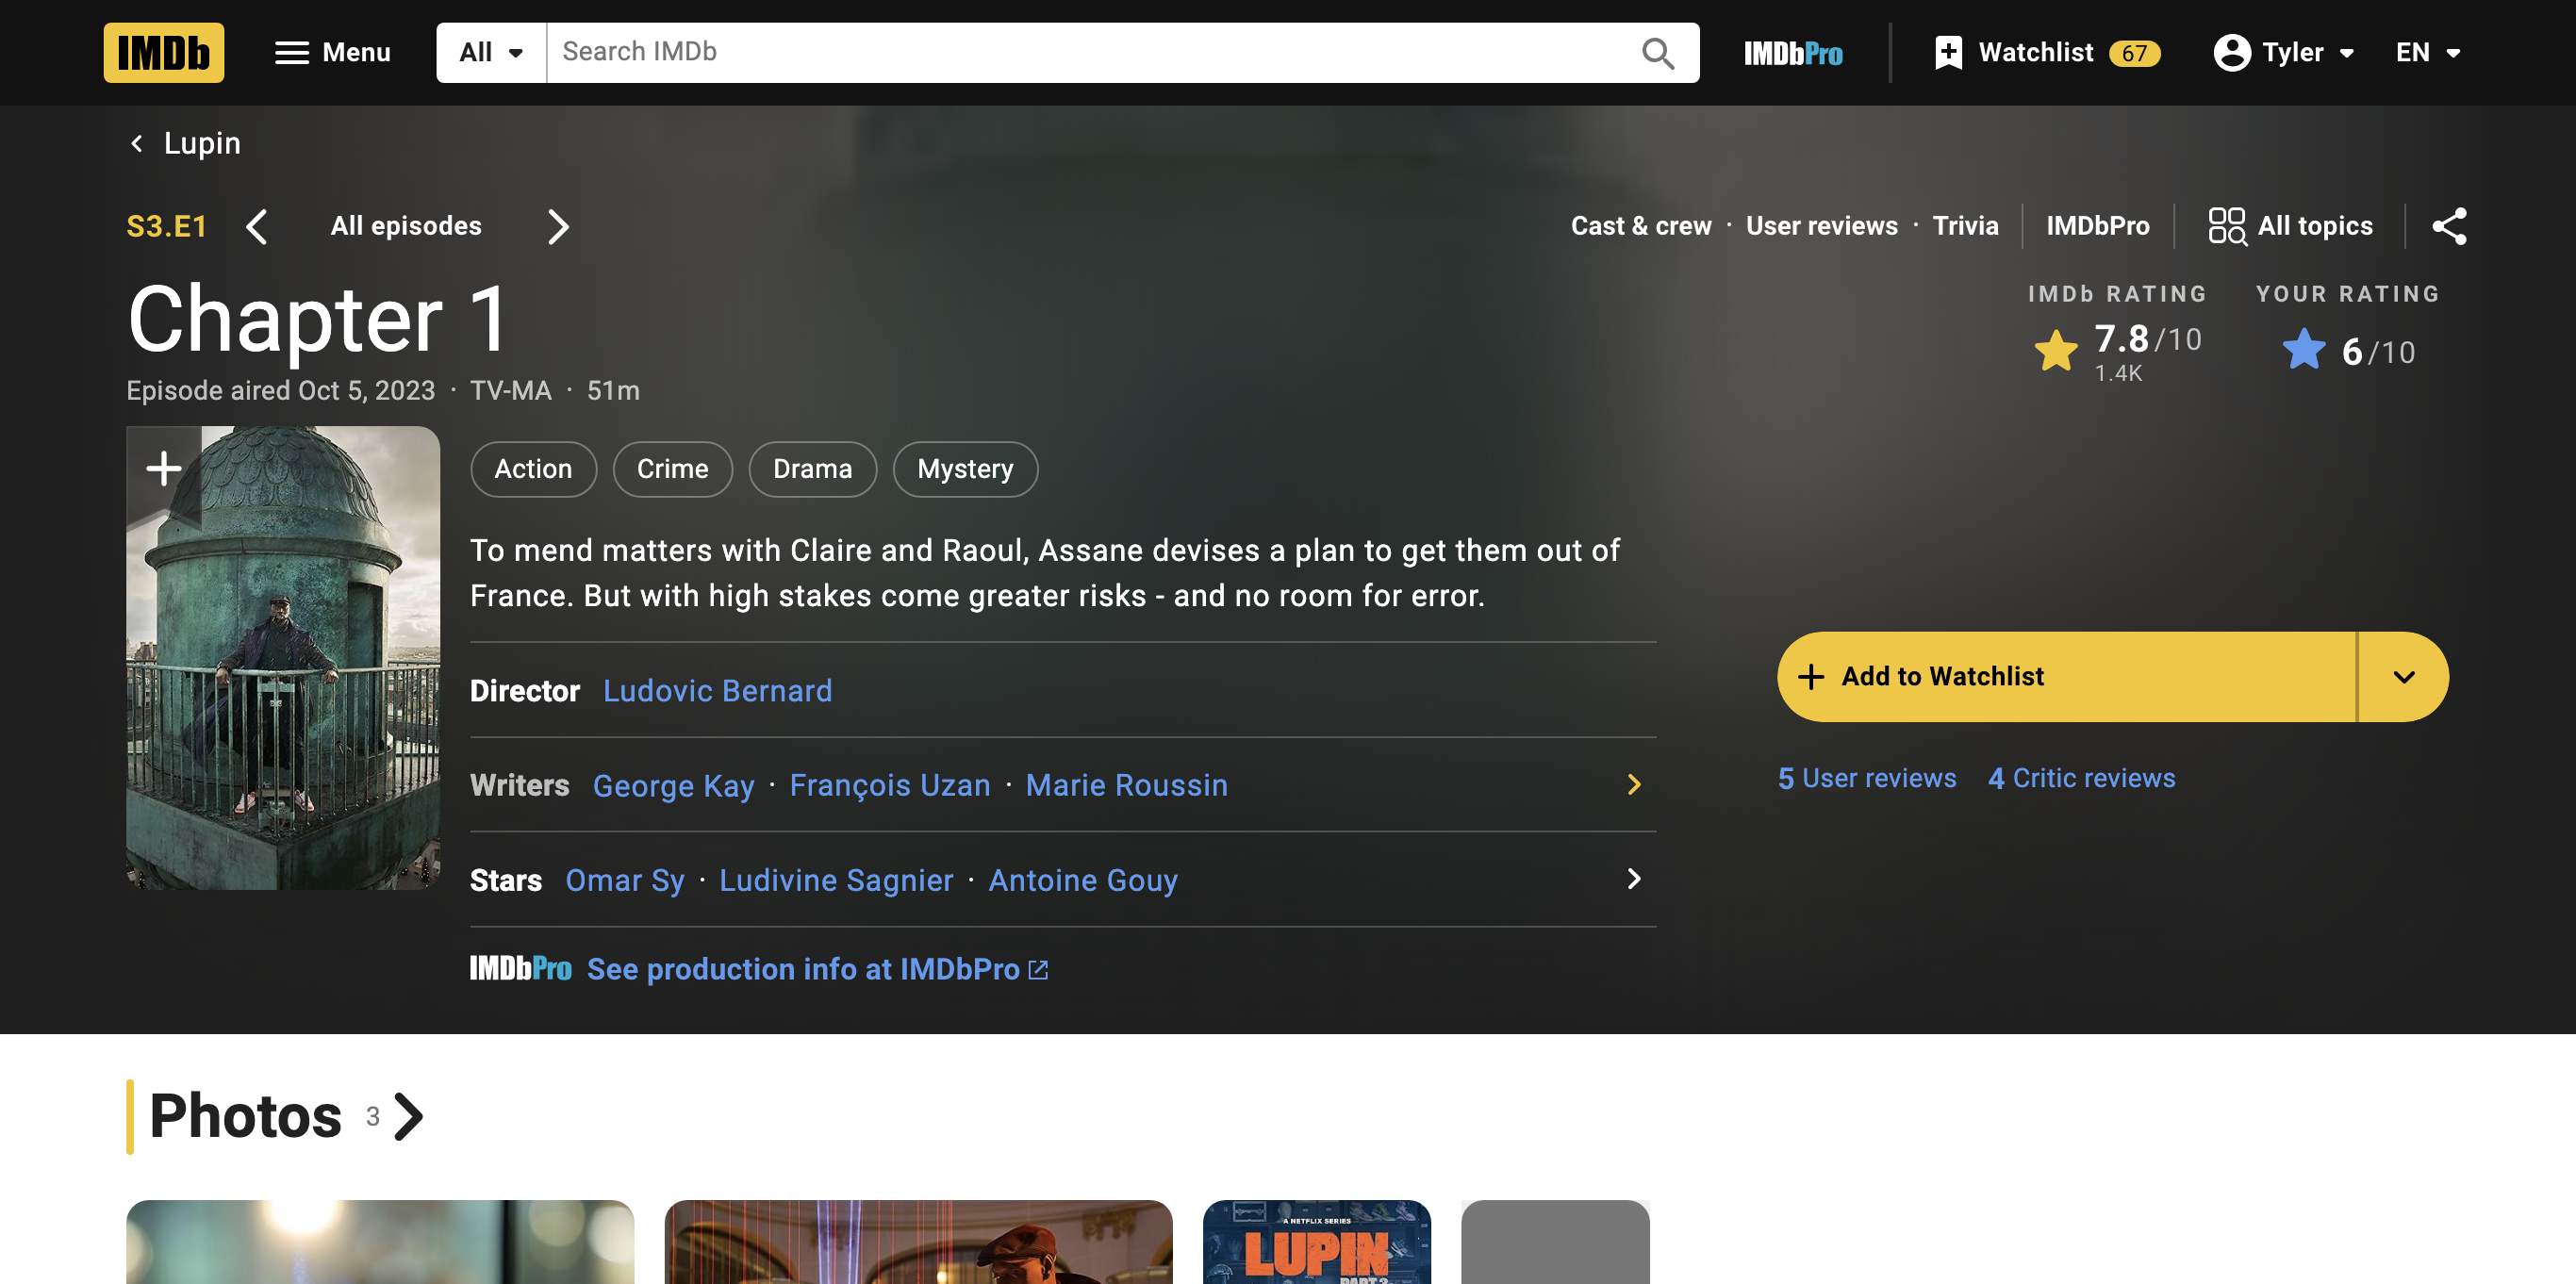 IMDb Menu All Search IMDb IMDbPro Watchlist 67 Tyler EN
Lupin
S3.E1 All episodes Cast & crew · User reviews · Trivia IMDbPro All topics
Chapter 1
Episode aired Oct 5, 2023 · TV-MA · 51m
IMDb RATING YOUR RATING
7.8/10 6/10
1.4K
Action Crime Drama Mystery
To mend matters with Claire and Raoul, Assane devises a plan to get them out of
France. But with high stakes come greater risks - and no room for error.
Director Ludovic Bernard
Writers George Kay · François Uzan · Marie Roussin
Stars Omar Sy · Ludivine Sagnier · Antoine Gouy
IMDbPro See production info at IMDbPro
Add to Watchlist
5 User reviews 4 Critic reviews
Photos 3
A NETFLIX SERIES
LUPIN
PART 3